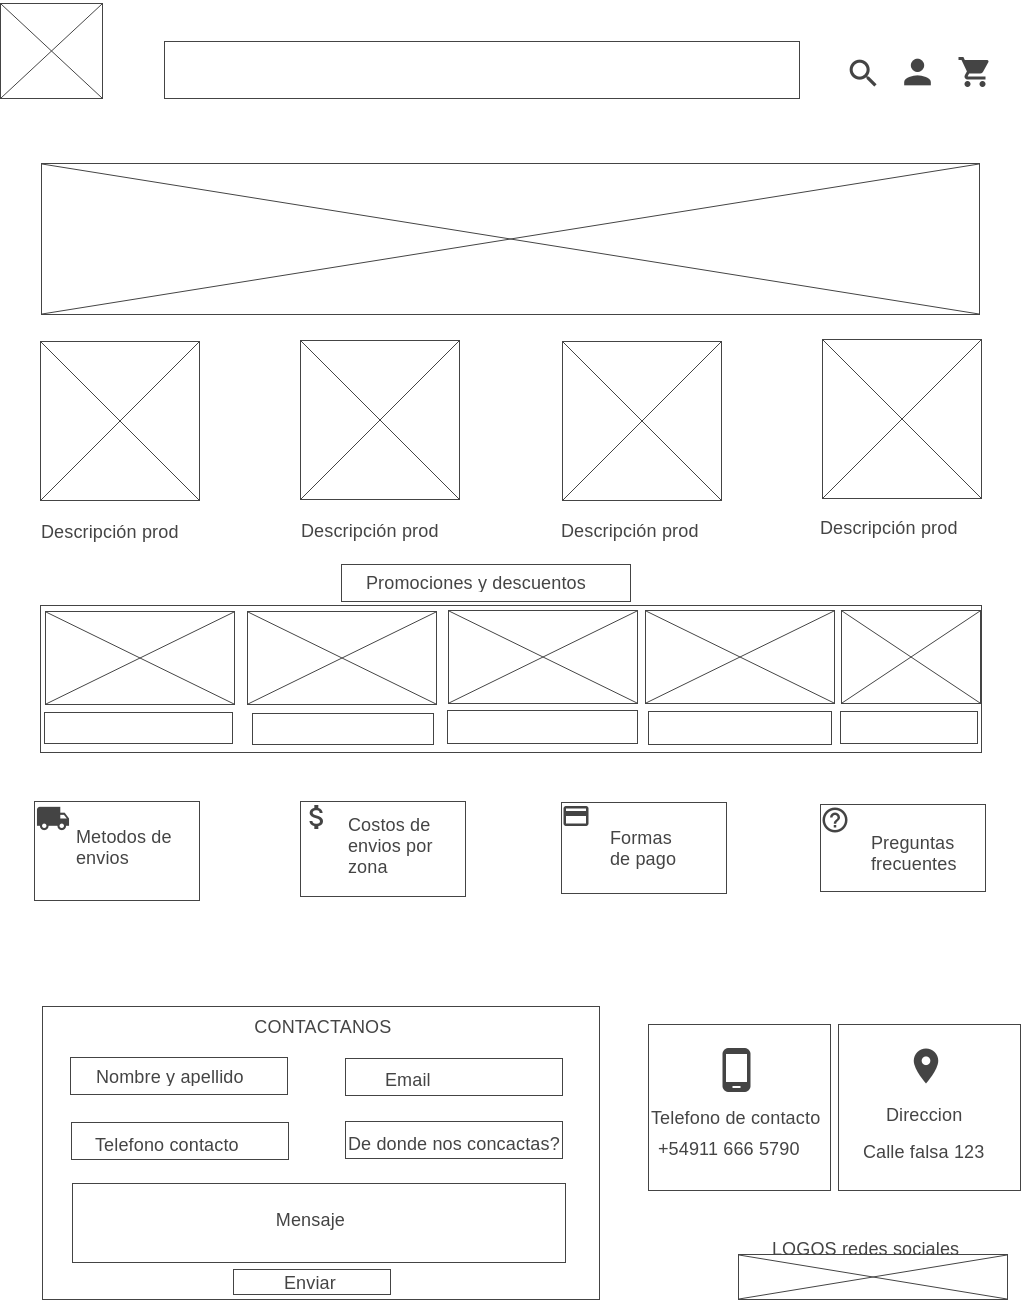 Descripción prod
Descripción prod
Descripción prod
Descripción prod
Promociones y descuentos
Metodos de
envios
Costos de
envios por
zona
Formas
de pago
Preguntas
frecuentes
CONTACTANOS
Nombre y apellido
Email
Telefono contacto
De donde nos concactas?
Mensaje
Enviar
Telefono de contacto
+54911 666 5790
Direccion
Calle falsa 123
LOGOS redes sociales